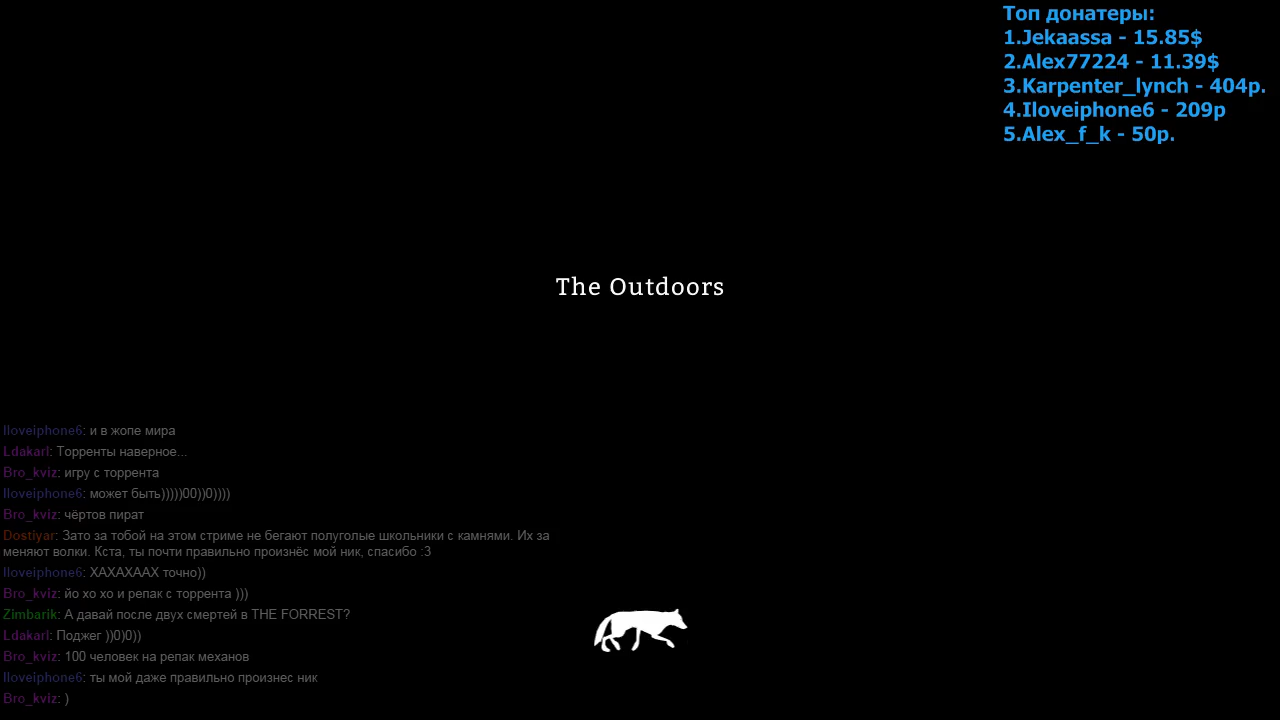 Топ донатеры:
1.Jekaassa - 15.85$
2.Alex77224 - 11.39$
3.Karpenter_lynch - 404р.
4.Iloveiphone6 - 209р
5.Alex_f_k - 50р.
The Outdoors
Iloveiphone6: и в жопе мира
Ldakarl: Торренты наверное...
Bro_kviz: игру с торрента
Iloveiphone6: может быть)))))00))0))))
Bro_kviz: чёртов пират
Dostiyar: Зато за тобой на этом стриме не бегают полуголые школьники с камнями. Их за
меняют волки. Кста, ты почти правильно произнёс мой ник, спасибо :3
Iloveiphone6: ХАХАХААХ точно))
Bro_kviz: йо хо хо и репак с торрента )))
Zimbarik: А давай после двух смертей в THE FORREST?
Ldakarl: Поджег ))0)0))
Bro_kviz: 100 человек на репак механов
Iloveiphone6: ты мой даже правильно произнес ник
Bro_kviz: )